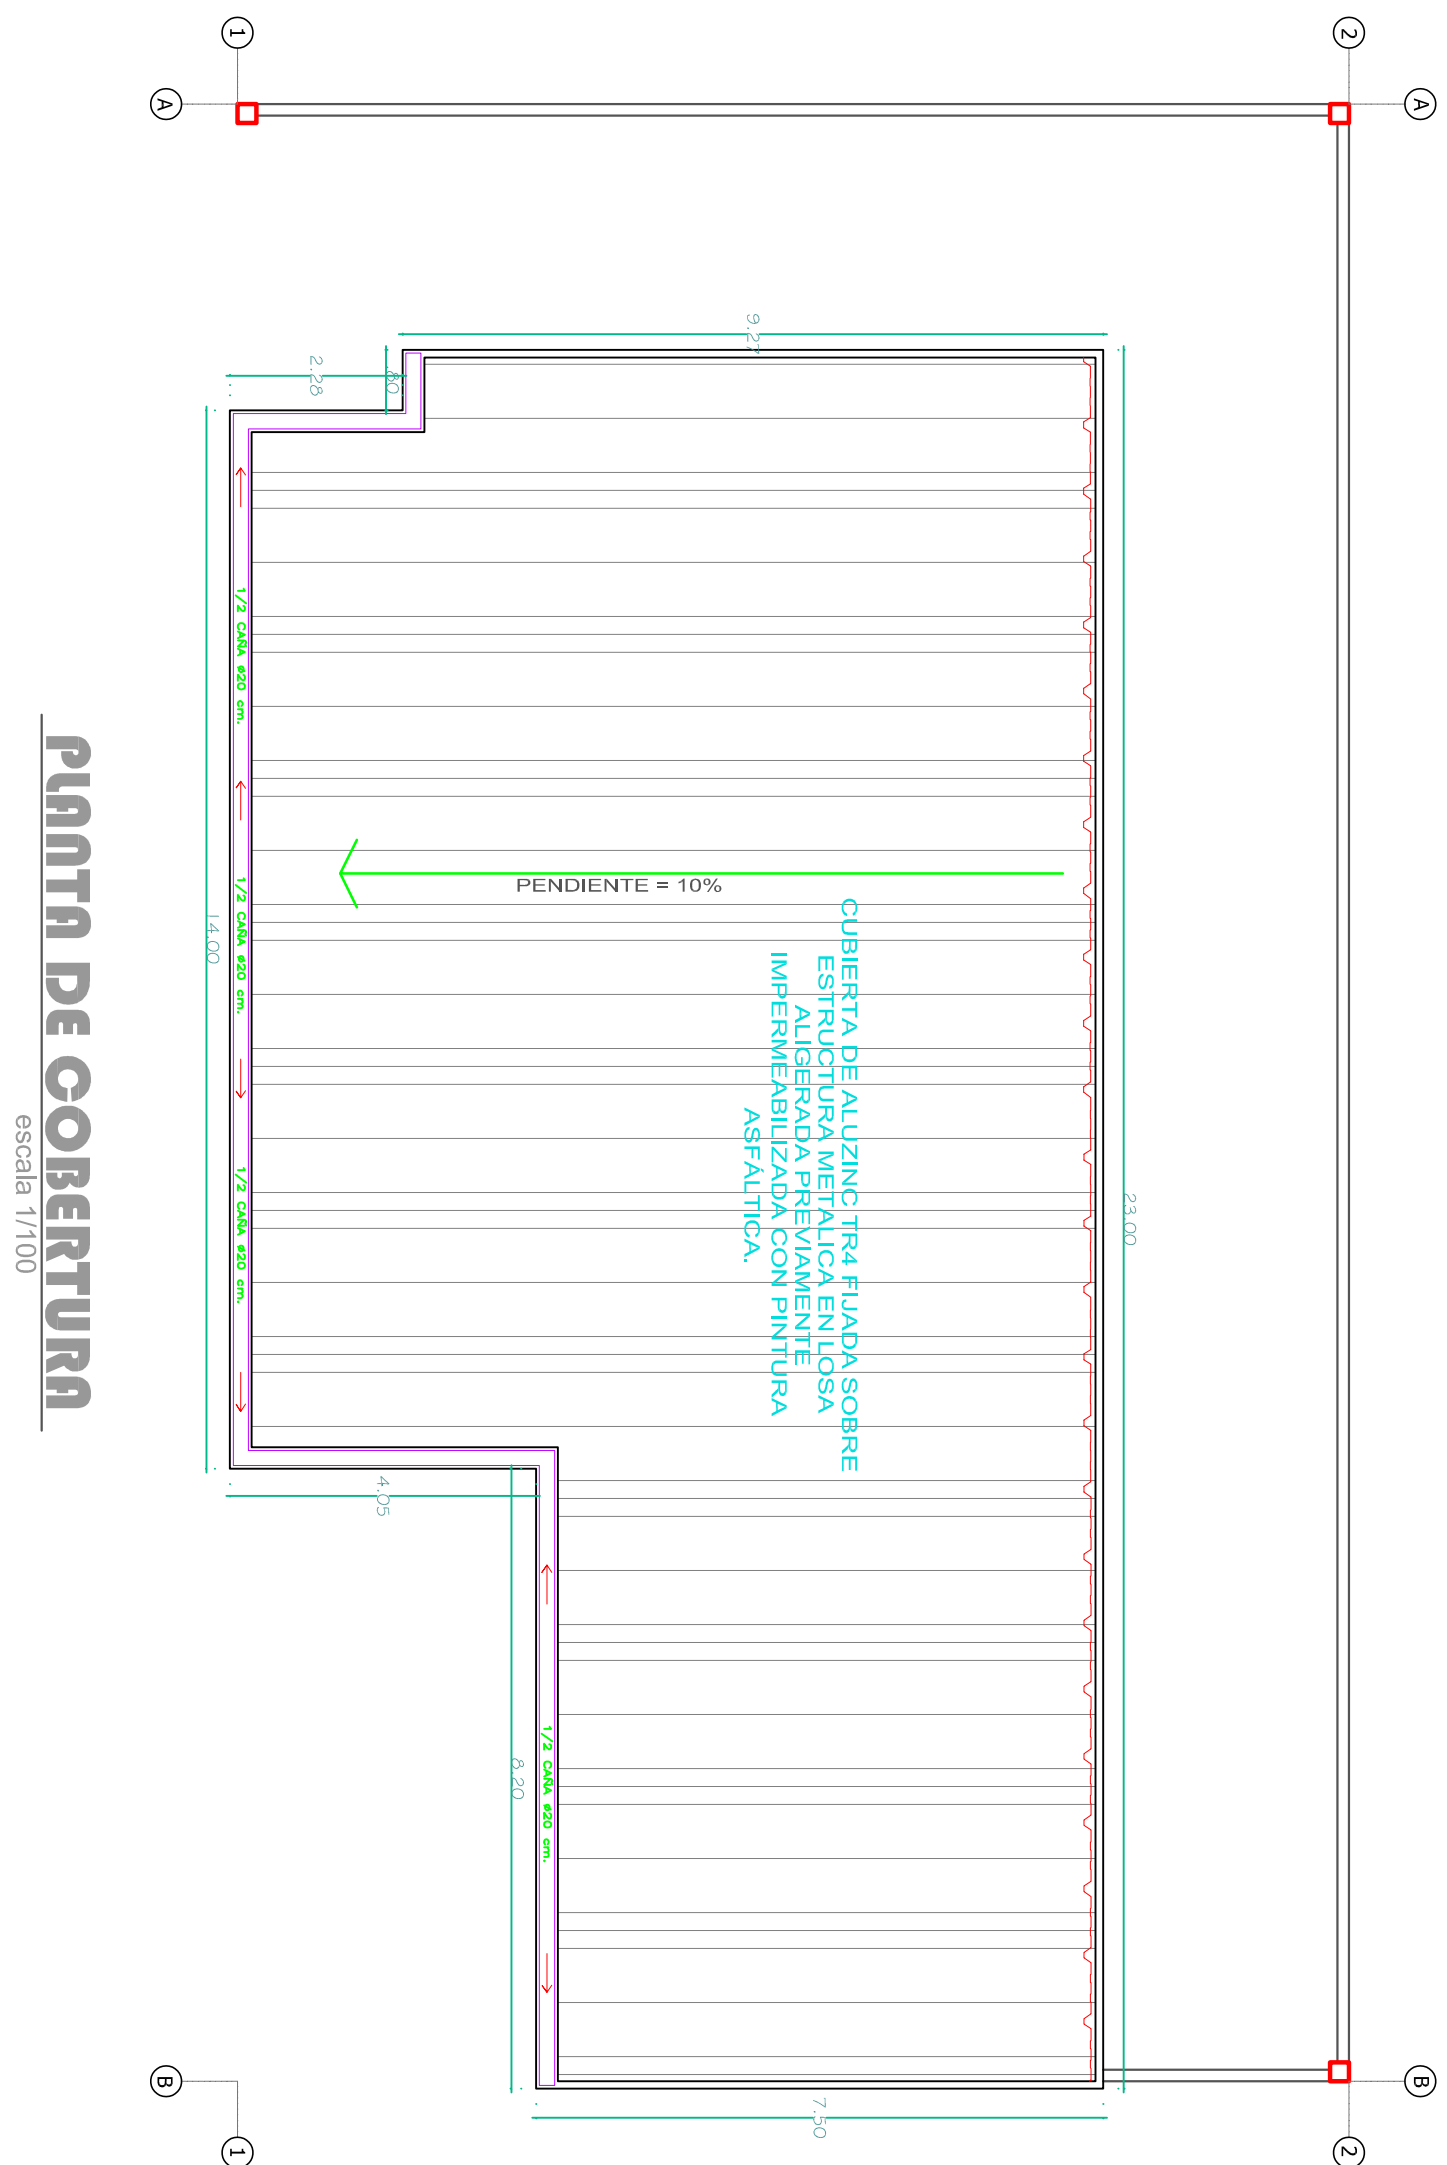 1
2
A
A
9.27
2.28
.80
1/2 CAÑA ø20 cm.
1/2 CAÑA ø20 cm.
1/2 CAÑA ø20 cm.
14.00
PENDIENTE = 10%
CUBIERTA DE ALUZINC TR4 FIJADA SOBRE
ESTRUCTURA METALICA EN LOSA
ALIGERADA PREVIAMENTE
IMPERMEABILIZADA CON PINTURA
ASFÁLTICA.
23.00
4.05
8.20
1/2 CAÑA ø20 cm.
7.50
B
B
1
2
PLANTA DE COBERTURA
escala 1/100